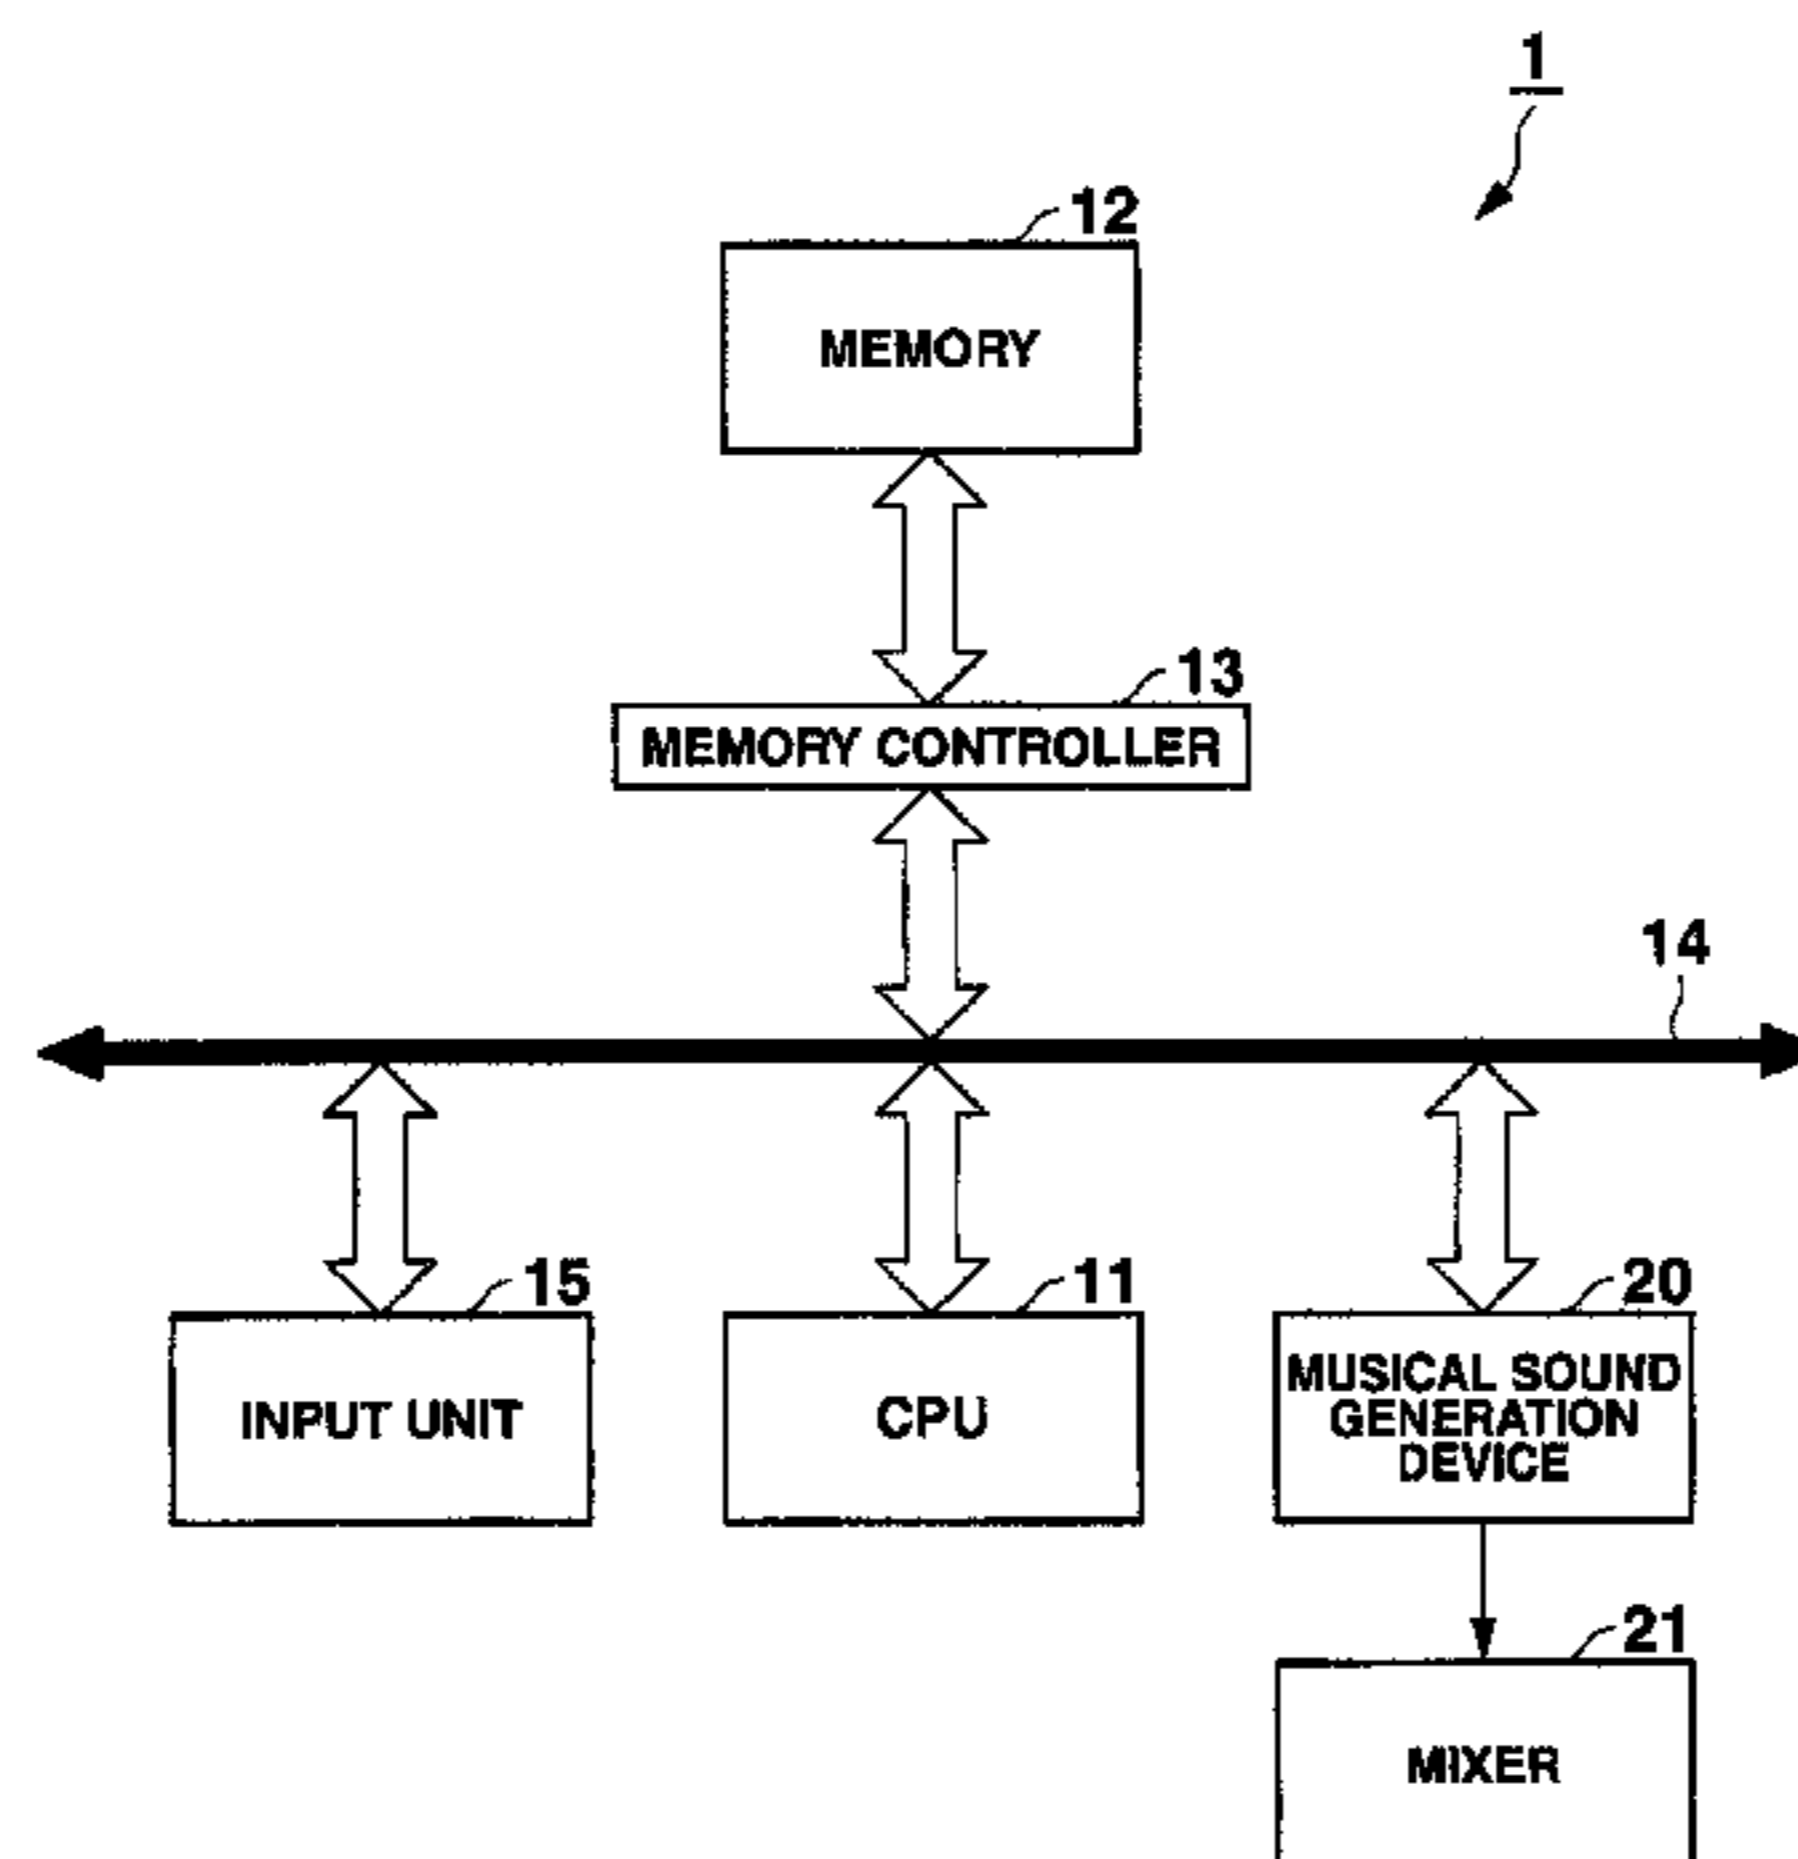 1
12
MEMORY
13
MEMORY CONTROLLER
14
15
11
20
INPUT UNIT
CPU
MUSICAL SOUND
GENERATION
DEVICE
21
MIXER